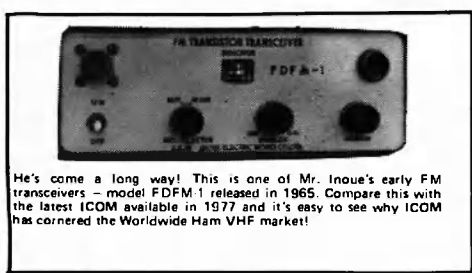 FM TRANSISTOR TRANSCEIVER
FDFM-1
ON
OFF
He's come a long way! This is one of Mr. Inoue's early FM
transceivers – model FDFM-1 released in 1965. Compare this with
the latest ICOM available in 1977 and it's easy to see why ICOM
has cornered the Worldwide Ham VHF market!